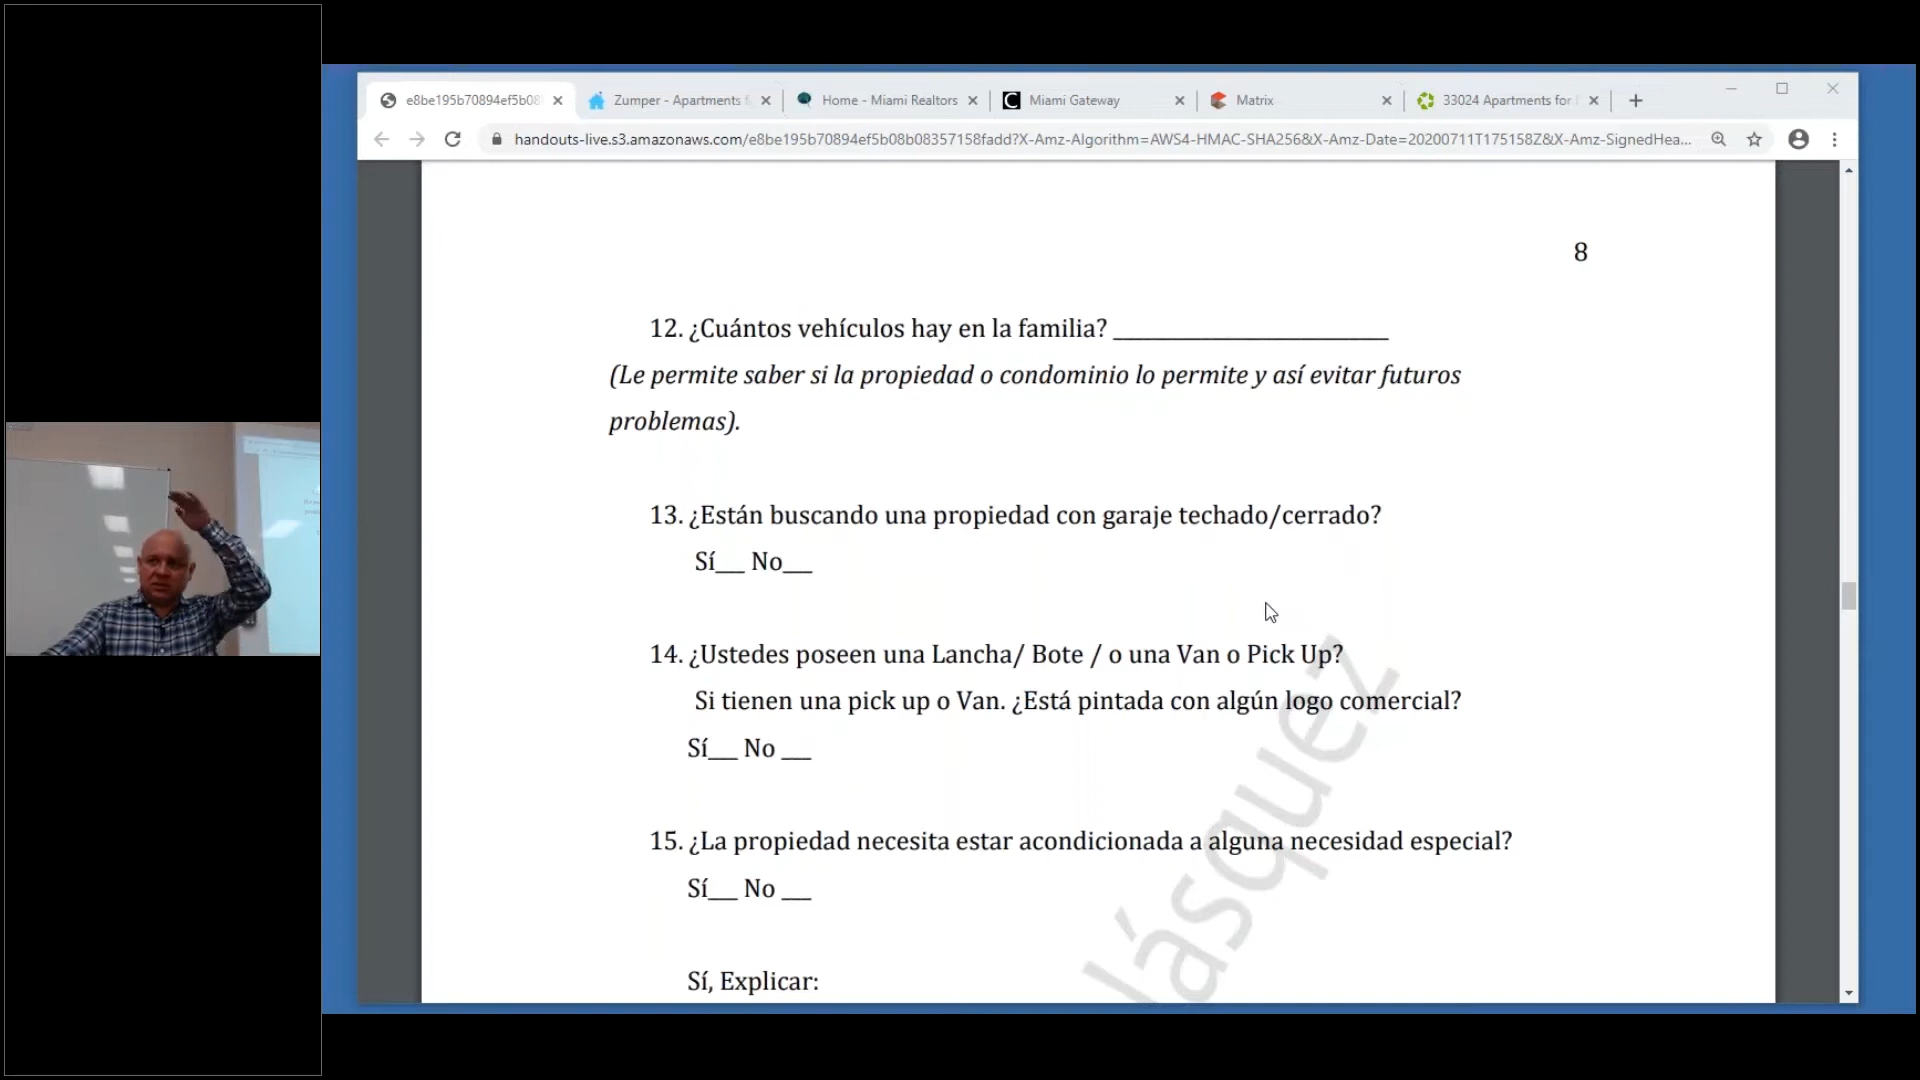 e8be195b70894ef5b08
Zumper - Apartments f
Home - Miami Realtors
Miami Gateway
Matrix
33024 Apartments for
handouts-live.s3.amazonaws.com/e8be195b70894ef5b08b08357158fadd?X-Amz-Algorithm=AWS4-HMAC-SHA256&X-Amz-Date=20200711T175158Z&X-Amz-SignedHea...
8
12. ¿Cuántos vehículos hay en la familia? ______________________
(Le permite saber si la propiedad o condominio lo permite y así evitar futuros
problemas).
13. ¿Están buscando una propiedad con garaje techado/cerrado?
Sí__ No__
14. ¿Ustedes poseen una Lancha/ Bote / o una Van o Pick Up?
Si tienen una pick up o Van. ¿Está pintada con algún logo comercial?
Sí__ No __
15. ¿La propiedad necesita estar acondicionada a alguna necesidad especial?
Sí__ No __
Sí, Explicar:
lásquez